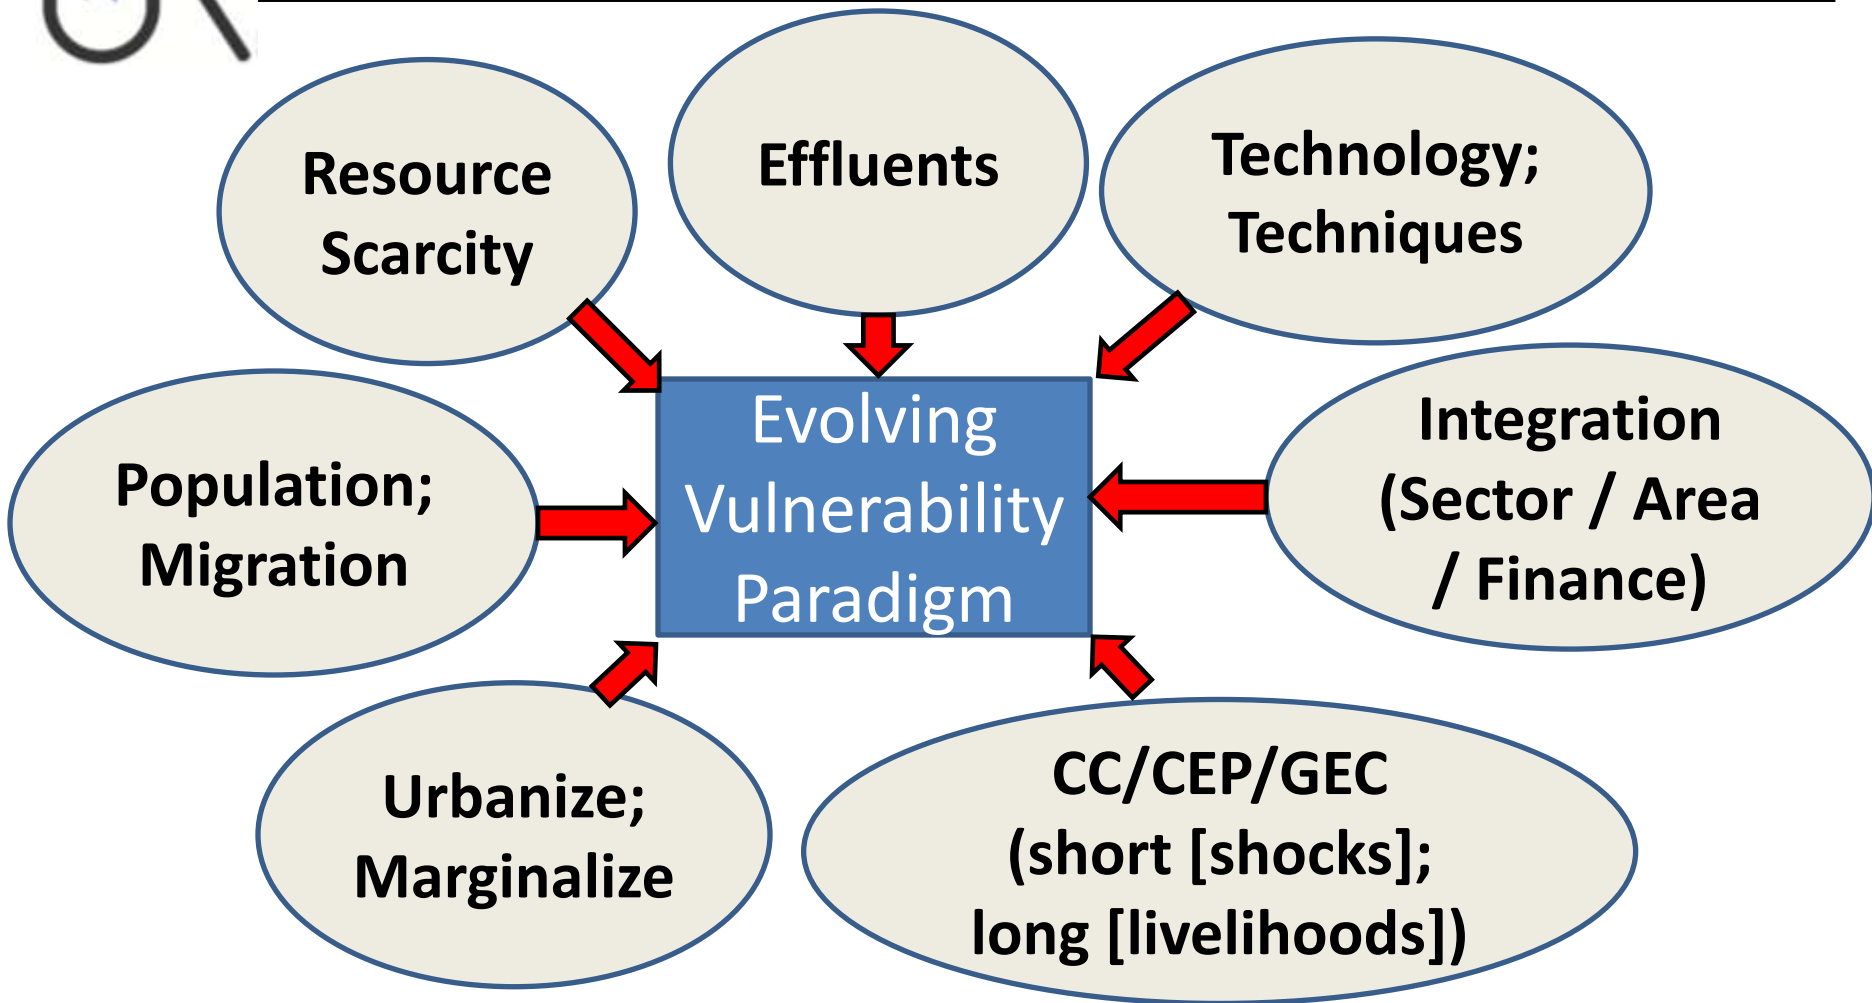 Resource
Scarcity
Effluents
Technology;
Techniques
Population;
Migration
Evolving
Vulnerability
Paradigm
Integration
(Sector / Area
/ Finance)
Urbanize;
Marginalize
CC/CEP/GEC
(short [shocks];
long [livelihoods])